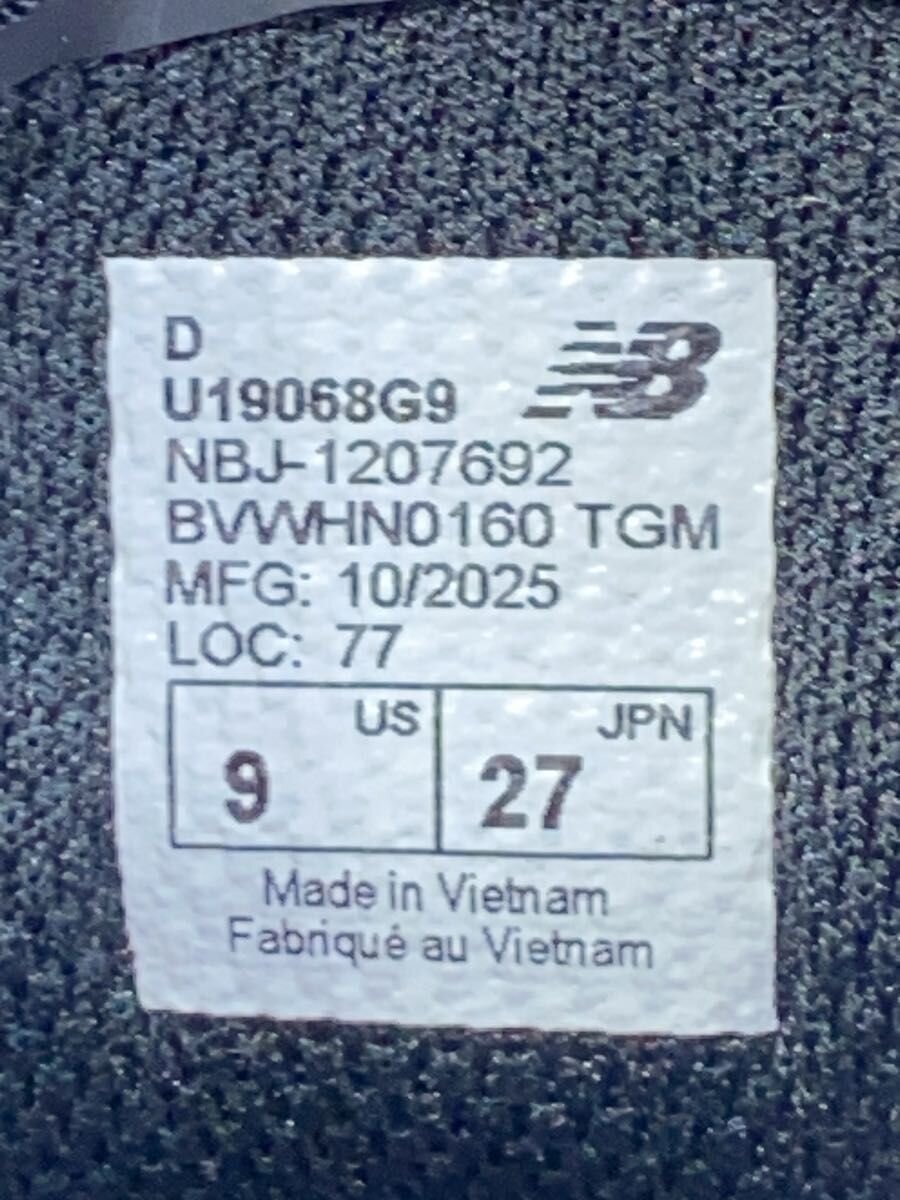 D
U19068G9
NBJ-1207692
BVWHN0160 TGM
MFG: 10/2025
LOC: 77
US
9
JPN
27
Made in Vietnam
Fabriqué au Vietnam